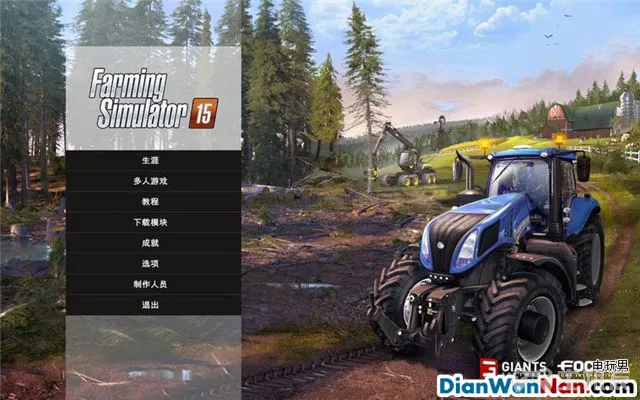 Farming
Simulator 15
生涯
多人游戏
教程
下载模块
成就
选项
制作人员
退出
GIANTS
FOC
电玩男
DianWanNan.com